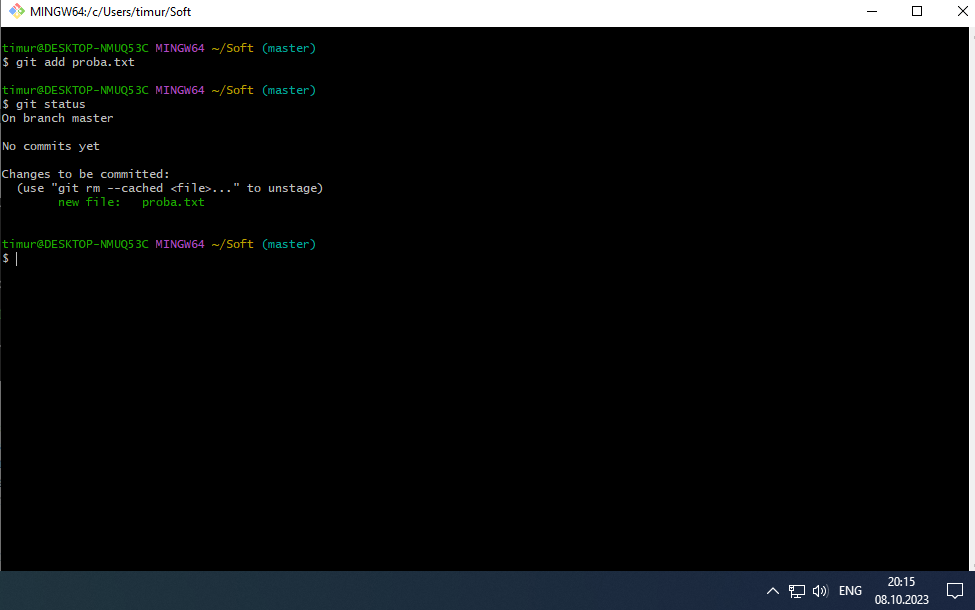 MINGW64:/c/Users/timur/Soft
timur@DESKTOP-NMUQ53C MINGW64 ~/Soft (master)
$ git add proba.txt
timur@DESKTOP-NMUQ53C MINGW64 ~/Soft (master)
$ git status
On branch master
No commits yet
Changes to be committed:
  (use "git rm --cached <file>..." to unstage)
        new file:   proba.txt
timur@DESKTOP-NMUQ53C MINGW64 ~/Soft (master)
$
ENG
20:15
08.10.2023